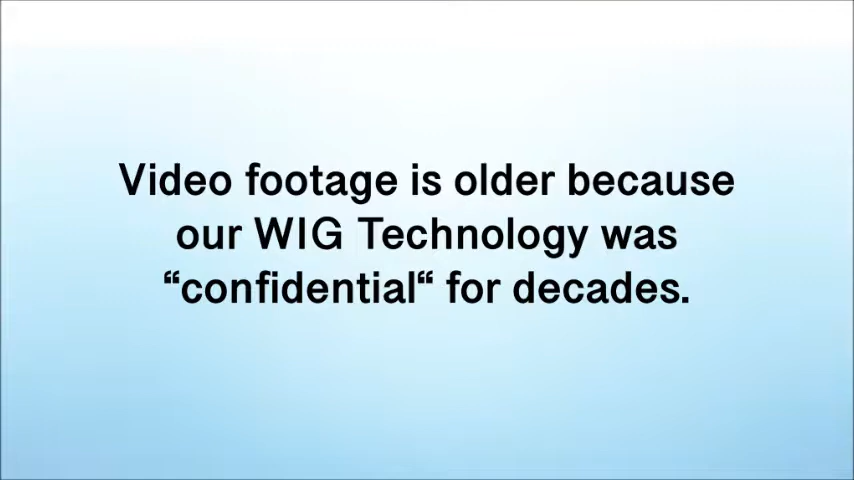 Video footage is older because
our WIG Technology was
“confidential“ for decades.